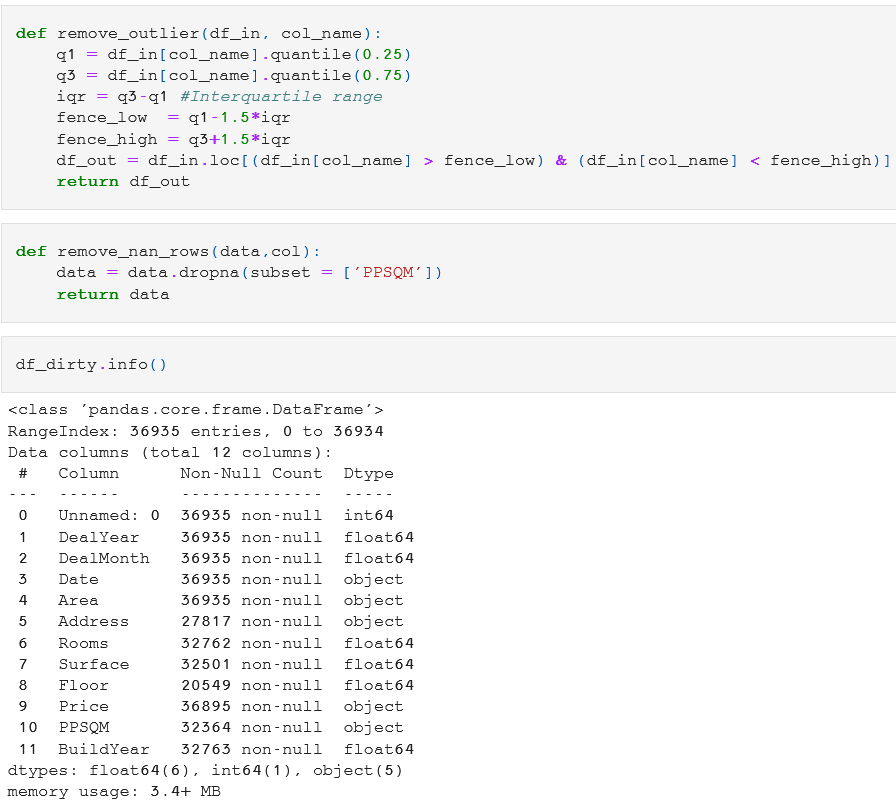 def remove_outlier(df_in, col_name):
    q1 = df_in[col_name].quantile(0.25)
    q3 = df_in[col_name].quantile(0.75)
    iqr = q3-q1 #Interquartile range
    fence_low  = q1-1.5*iqr
    fence_high = q3+1.5*iqr
    df_out = df_in.loc[(df_in[col_name] > fence_low) & (df_in[col_name] < fence_high)]
    return df_out
def remove_nan_rows(data,col):
    data = data.dropna(subset = ['PPSQM'])
    return data
df_dirty.info()
<class 'pandas.core.frame.DataFrame'>
RangeIndex: 36935 entries, 0 to 36934
Data columns (total 12 columns):
 #   Column      Non-Null Count  Dtype
---  ------      --------------  -----
 0   Unnamed: 0  36935 non-null  int64
 1   DealYear    36935 non-null  float64
 2   DealMonth   36935 non-null  float64
 3   Date        36935 non-null  object
 4   Area        36935 non-null  object
 5   Address     27817 non-null  object
 6   Rooms       32762 non-null  float64
 7   Surface     32501 non-null  float64
 8   Floor       20549 non-null  float64
 9   Price       36895 non-null  object
 10  PPSQM       32364 non-null  object
 11  BuildYear   32763 non-null  float64
dtypes: float64(6), int64(1), object(5)
memory usage: 3.4+ MB